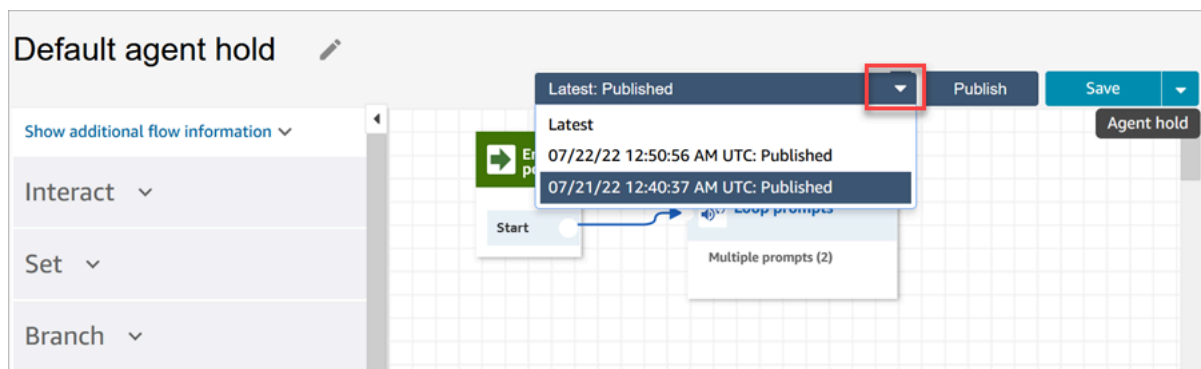 Default agent hold
Latest: Published
Publish
Save
Agent hold
Show additional flow information
Latest
07/22/22 12:50:56 AM UTC: Published
07/21/22 12:40:37 AM UTC: Published
Interact
Set
Branch
Start
Loop prompts
Multiple prompts (2)